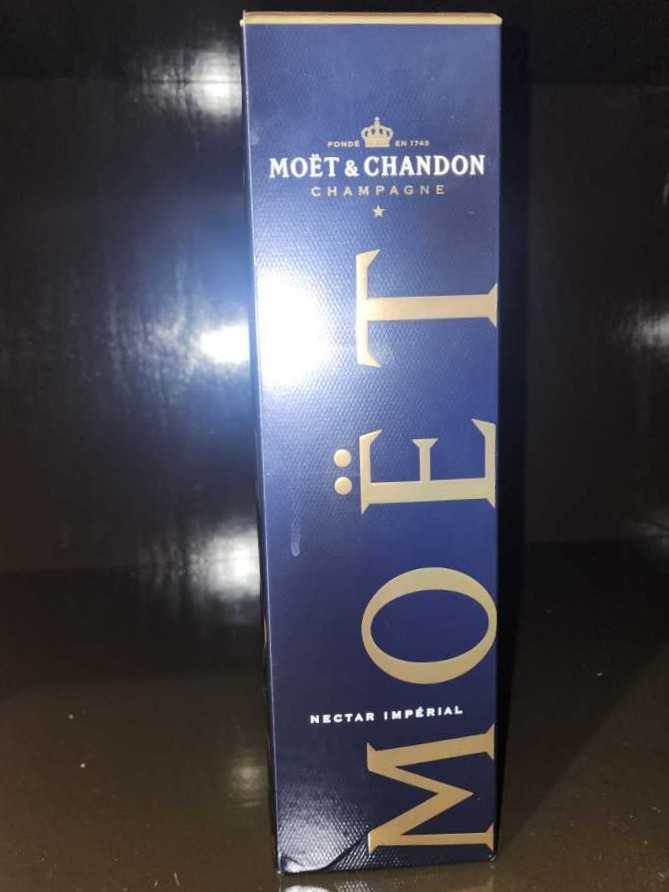 FONDÉ EN 1743
MOËT & CHANDON
CHAMPAGNE
MOËT
NECTAR IMPÉRIAL